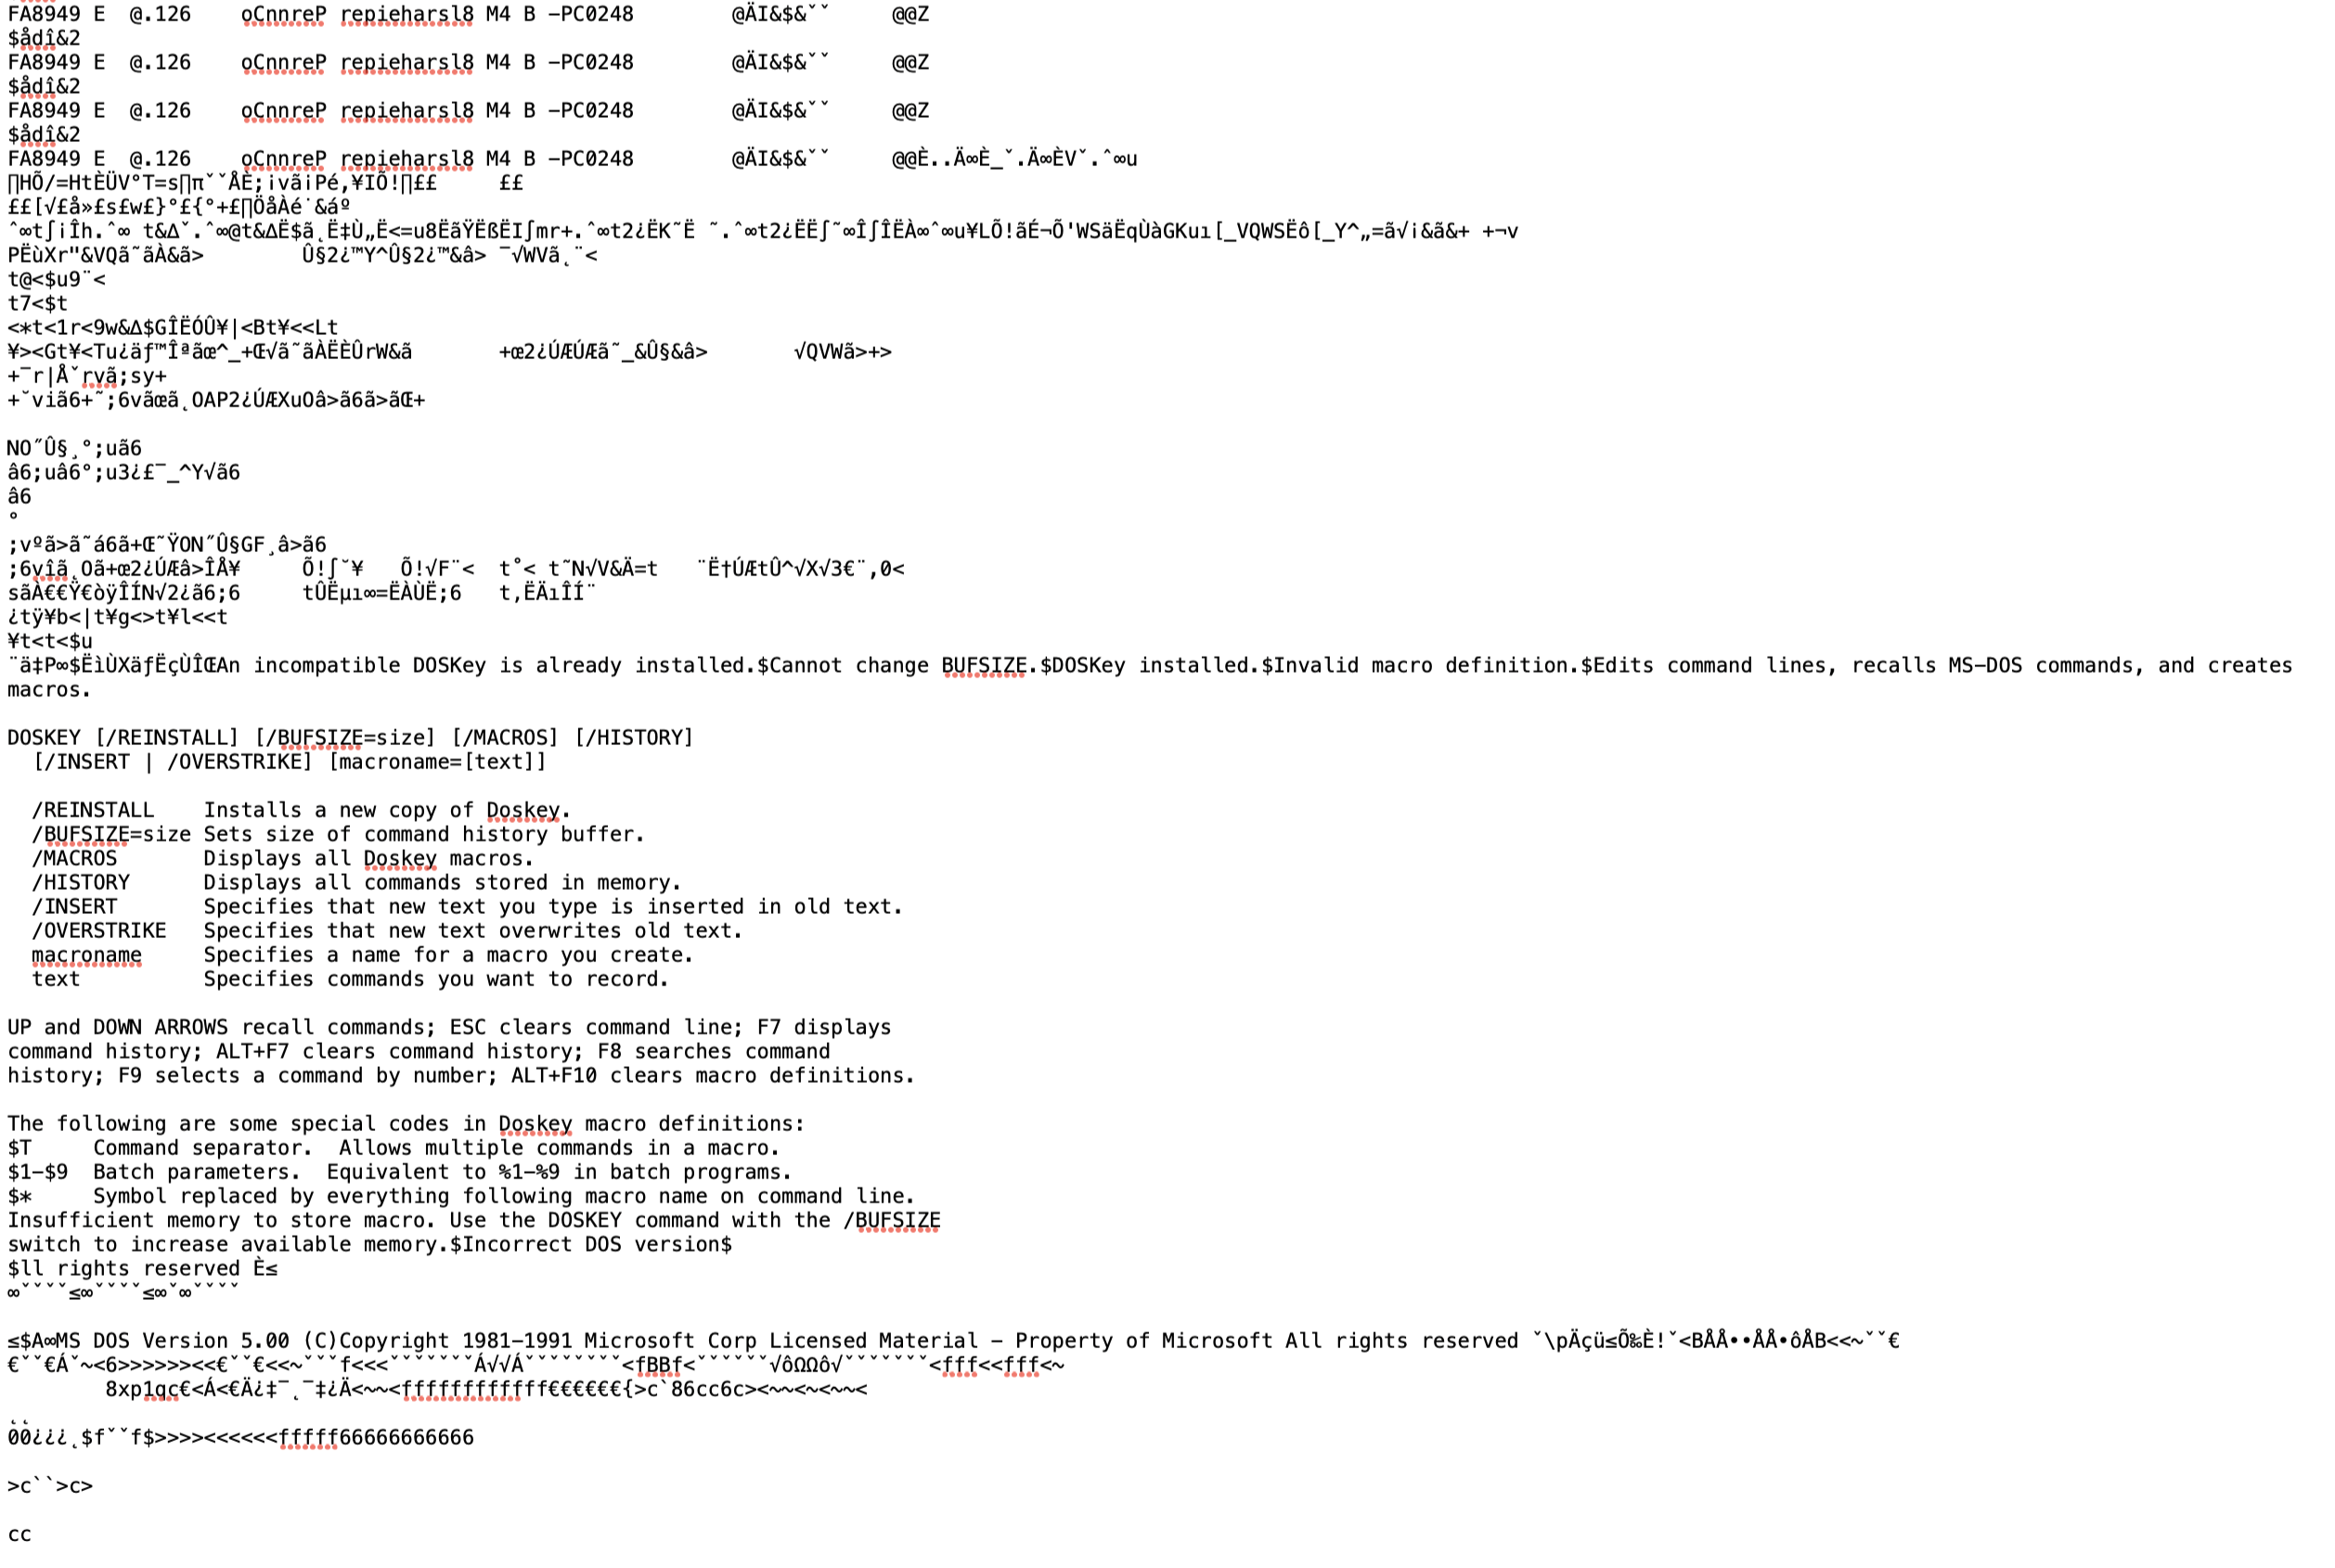 FA8949 E  @.126    oCnnreP repieharsl8 M4 B -PC0248        @ÄI&$&ˇˇ     @@Z
$ådî&2
FA8949 E  @.126    oCnnreP repieharsl8 M4 B -PC0248        @ÄI&$&ˇˇ     @@Z
$ådî&2
FA8949 E  @.126    oCnnreP repieharsl8 M4 B -PC0248        @ÄI&$&ˇˇ     @@Z
$ådî&2
FA8949 E  @.126    oCnnreP repieharsl8 M4 B -PC0248        @ÄI&$&ˇˇ     @@È..Ä∞È_ˇ.Ä∞ÈVˇ.ˆ∞u
∏HÕ/=HtÈÜV°T=s∏πˇˇÅÈ;¡vã¡Pé,¥IÕ!∏££     ££
££[√£å»£s£w£}°£{°+£∏ÖåÀé˙&áº
ˆ∞t∫¡Îh.ˆ∞ t&∆ˇ.ˆ∞@t&∆Ë$ã˛Ë‡Ù„Ë<=u8ËãŸËßËI∫mr+.ˆ∞t2¿ËK˜Ë ˜.ˆ∞t2¿ËË∫˜∞Î∫ÎËÀ∞ˆ∞u¥LÕ!ãÉ¬Õ'WSäËqÙàGKuı[_VQWSËô[_Y^„=ã√¡&ã&+ +¬v
PËùXr"&VQã˜ãÀ&ã>        Û§2¿™Y^Û§2¿™&â> ¯√WVã˛¨<
t@<$u9¨<
t7<$t
<*t<1r<9w&∆$GÎËÓÛ¥|<Bt¥<<Lt
¥><Gt¥<Tu¿äƒ™Îªãœ^_+Œ√ã˜ãÀËÈÛrW&ã       +œ2¿ÚÆÚÆã˜_&Û§&â>       √QVWã>+>
+¯r|Åˇrvã;sy+
+˘viã6+˜;6vãœã˛OAP2¿ÚÆXuOâ>ã6ã>ãŒ+

NO˝Û§¸°;uã6
â6;uâ6°;u3¿£¯_^Y√ã6
â6
°
;vºã>ã˜á6ã+Œ˜ŸON˝Û§GF¸â>ã6
;6vîã˛Oã+œ2¿ÚÆâ>ÎÅ¥     Õ!∫˘¥   Õ!√F¨<  t˚< t˜N√V&Ä=t   ¨Ë†ÚÆtÛ^√X√3€¨,0<
sãÀ€€Ÿ€òÿÎÍN√2¿ã6;6     tÛËµı∞=ËÀÙË;6   t,ËÄıÎÍ¨
¿tÿ¥b<|t¥g<>t¥l<<t
¥t<t<$u
¨ä‡P∞$ËìÙXäƒËçÙÎŒAn incompatible DOSKey is already installed.$Cannot change BUFSIZE.$DOSKey installed.$Invalid macro definition.$Edits command lines, recalls MS-DOS commands, and creates
macros.

DOSKEY [/REINSTALL] [/BUFSIZE=size] [/MACROS] [/HISTORY]
  [/INSERT | /OVERSTRIKE] [macroname=[text]]

  /REINSTALL    Installs a new copy of Doskey.
  /BUFSIZE=size Sets size of command history buffer.
  /MACROS       Displays all Doskey macros.
  /HISTORY      Displays all commands stored in memory.
  /INSERT       Specifies that new text you type is inserted in old text.
  /OVERSTRIKE   Specifies that new text overwrites old text.
  macroname     Specifies a name for a macro you create.
  text          Specifies commands you want to record.

UP and DOWN ARROWS recall commands; ESC clears command line; F7 displays
command history; ALT+F7 clears command history; F8 searches command
history; F9 selects a command by number; ALT+F10 clears macro definitions.

The following are some special codes in Doskey macro definitions:
$T     Command separator.  Allows multiple commands in a macro.
$1-$9  Batch parameters.  Equivalent to %1-%9 in batch programs.
$*     Symbol replaced by everything following macro name on command line.
Insufficient memory to store macro. Use the DOSKEY command with the /BUFSIZE
switch to increase available memory.$Incorrect DOS version$
$ll rights reserved È≤
∞ˇˇˇˇ≤∞ˇˇˇˇ≤∞ˇ∞ˇˇˇˇ

≤$A∞MS DOS Version 5.00 (C)Copyright 1981-1991 Microsoft Corp Licensed Material - Property of Microsoft All rights reserved ˇ\pÄçü≤Õ‰È!ˇ<BÅÅ••ÅÅ•ôÅB<<~ˇˇ€
€ˇˇ€Áˇ~<6>>>>>><<€ˇˇ€<<~ˇˇˇf<<<ˇˇˇˇˇˇˇÁ√√Áˇˇˇˇˇˇˇˇ<fBBf<ˇˇˇˇˇˇ√ôΩΩô√ˇˇˇˇˇˇˇ<fff<<fff<~
        8xp1qc€<Á<€Ä¿‡¯˛¯‡¿Ä<~~<ffffffffffff€€€€€€{>c`86cc6c><~~<~<~~<
˛˛
00¿¿¿˛$fˇˇf$>>>><<<<<<fffff66666666666

>c``>c>

cc